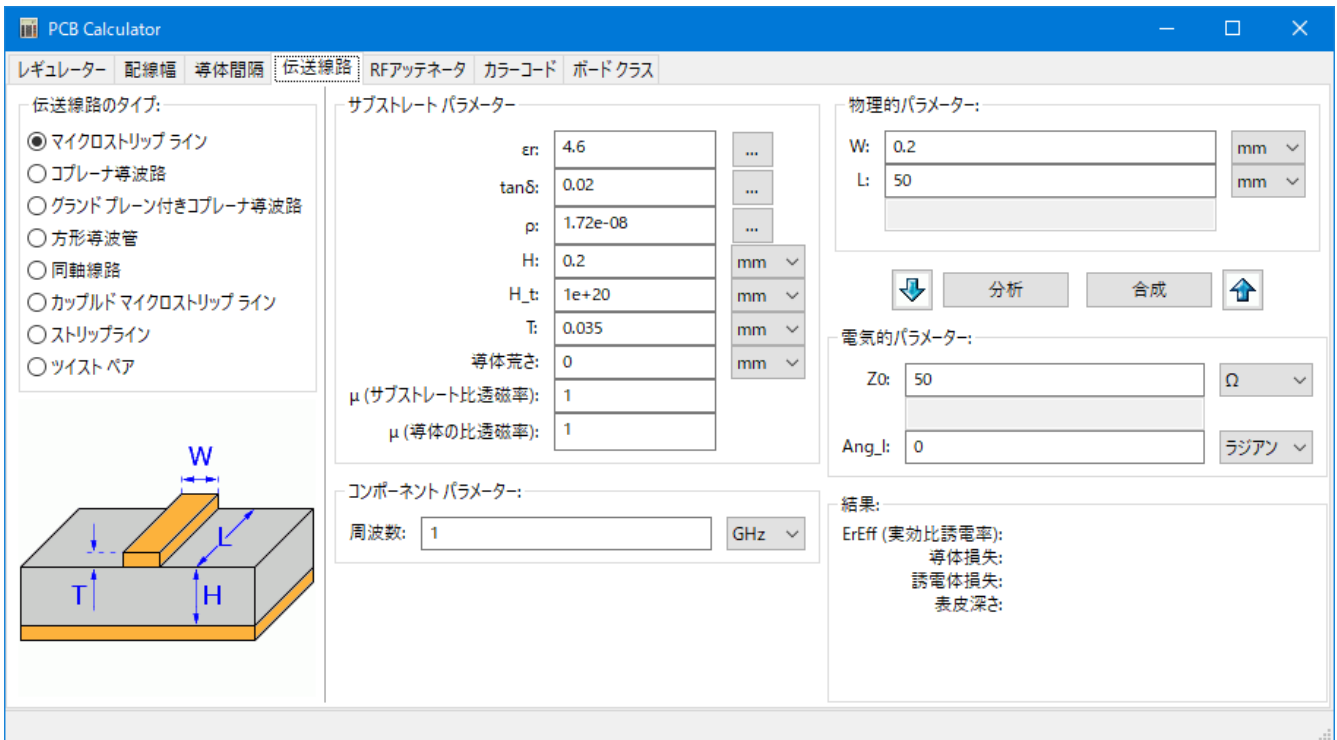 PCB Calculator
レギュレーター 配線幅 導体間隔 伝送線路 RFアッテネータ カラーコード ボードクラス
伝送線路のタイプ:
マイクロストリップ ライン
コプレーナ導波路
グランド プレーン付きコプレーナ導波路
方形導波管
同軸線路
カップルド マイクロストリップ ライン
ストリップライン
ツイスト ペア
W
L
T
H
サブストレート パラメーター
εr: 4.6 ...
tanδ: 0.02 ...
ρ: 1.72e-08 ...
H: 0.2 mm
H_t: 1e+20 mm
T: 0.035 mm
導体荒さ: 0 mm
μ (サブストレート比透磁率): 1
μ (導体の比透磁率): 1
コンポーネント パラメーター:
周波数: 1 GHz
物理的パラメーター:
W: 0.2 mm
L: 50 mm
分析 合成
電気的パラメーター:
Z0: 50 Ω
Ang_l: 0 ラジアン
結果:
ErEff (実効比誘電率):
導体損失:
誘電体損失:
表皮深さ: